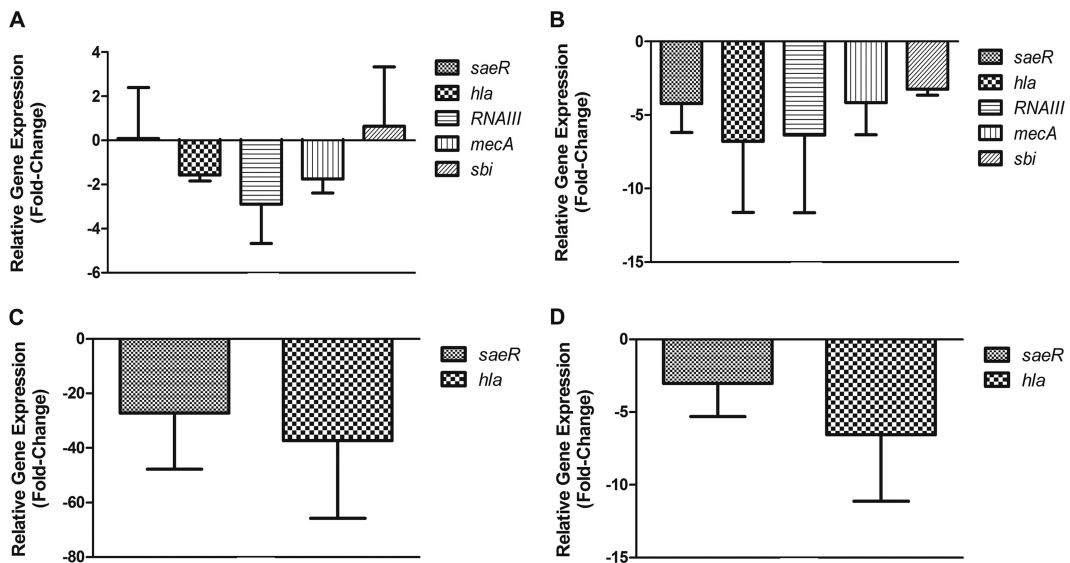 A
Relative Gene Expression
(Fold-Change)
4
2
0
-2
-4
-6
saeR
hla
RNAIII
mecA
sbi
B
Relative Gene Expression
(Fold-Change)
0
-5
-10
-15
saeR
hla
RNAIII
mecA
sbi
C
Relative Gene Expression
(Fold-Change)
0
-20
-40
-60
-80
saeR
hla
D
Relative Gene Expression
(Fold-Change)
0
-5
-10
-15
saeR
hla